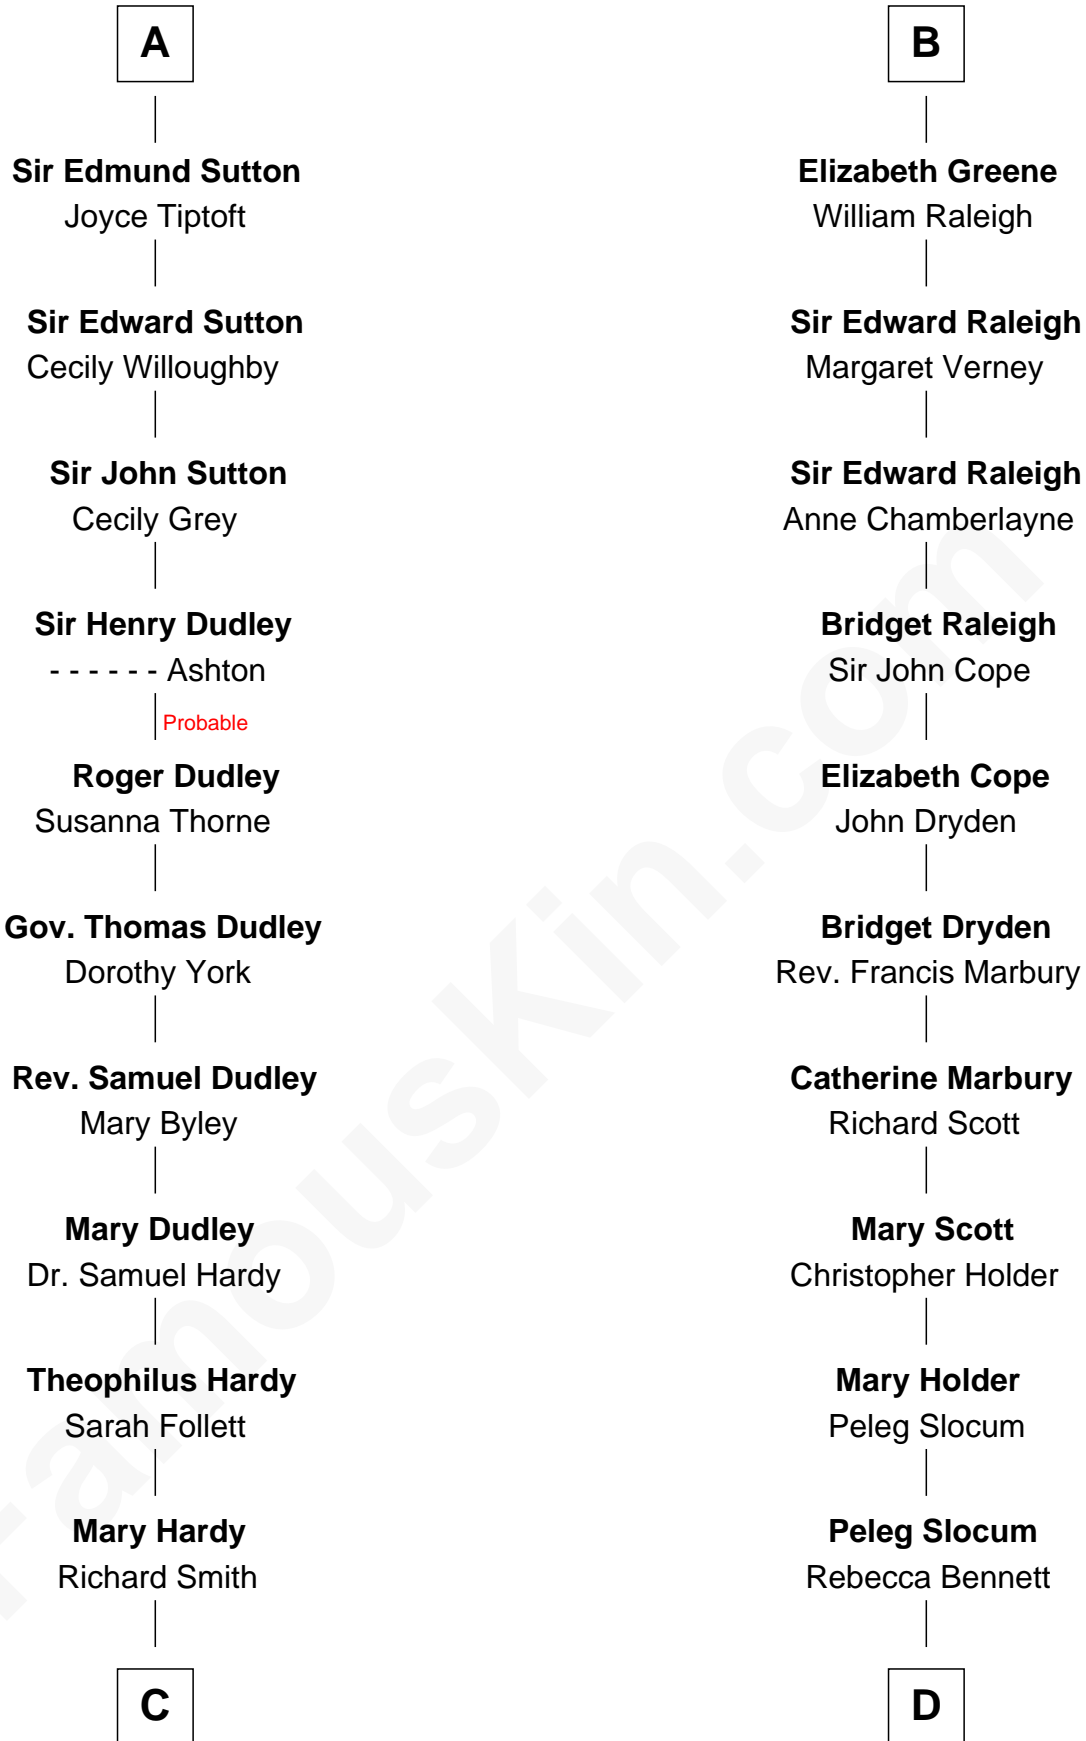 A
Sir Edmund Sutton
Joyce Tiptoft
Sir Edward Sutton
Cecily Willoughby
Sir John Sutton
Cecily Grey
Sir Henry Dudley
- - - - - - Ashton
Probable
Roger Dudley
Susanna Thorne
Gov. Thomas Dudley
Dorothy York
Rev. Samuel Dudley
Mary Byley
Mary Dudley
Dr. Samuel Hardy
Theophilus Hardy
Sarah Follett
Mary Hardy
Richard Smith
C
B
Elizabeth Greene
William Raleigh
Sir Edward Raleigh
Margaret Verney
Sir Edward Raleigh
Anne Chamberlayne
Bridget Raleigh
Sir John Cope
Elizabeth Cope
John Dryden
Bridget Dryden
Rev. Francis Marbury
Catherine Marbury
Richard Scott
Mary Scott
Christopher Holder
Mary Holder
Peleg Slocum
Peleg Slocum
Rebecca Bennett
D
FamousKin.com